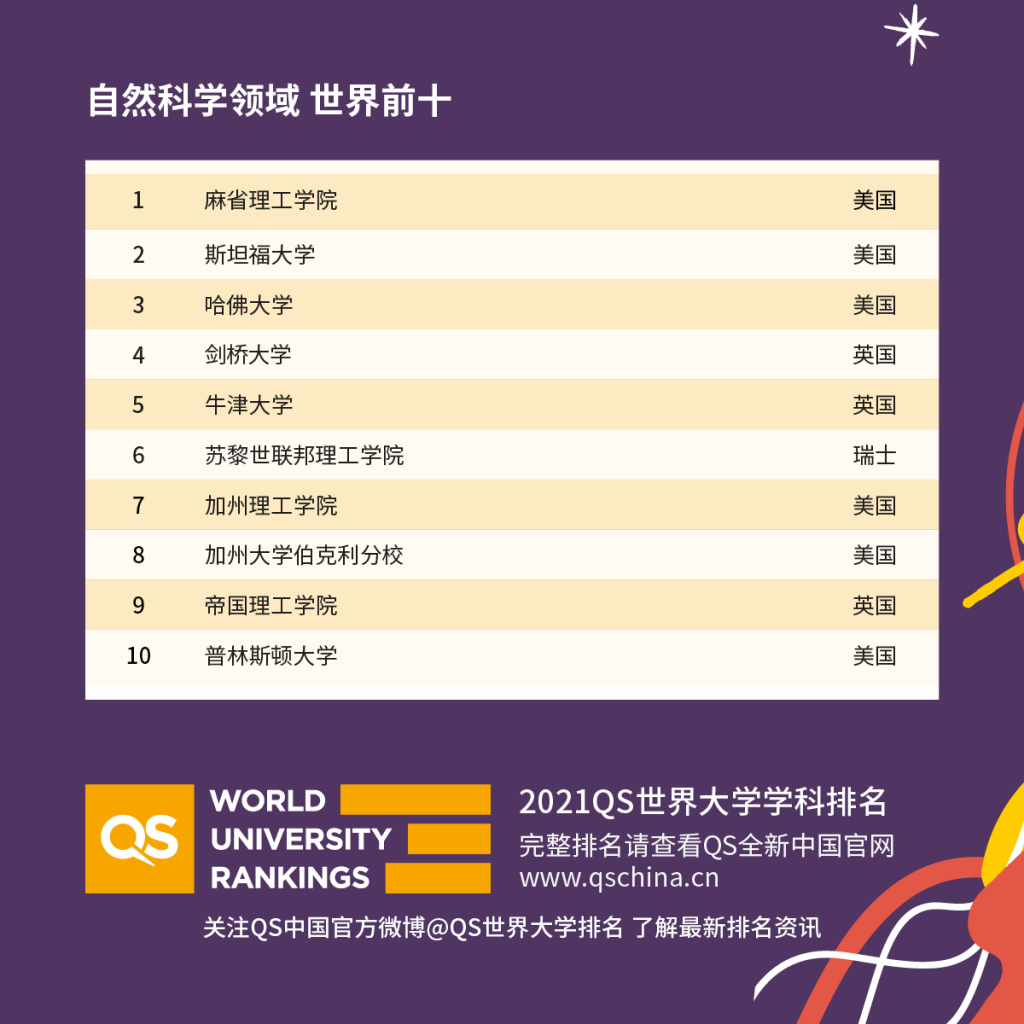 自然科学领域 世界前十
1 麻省理工学院 美国
2 斯坦福大学 美国
3 哈佛大学 美国
4 剑桥大学 英国
5 牛津大学 英国
6 苏黎世联邦理工学院 瑞士
7 加州理工学院 美国
8 加州大学伯克利分校 美国
9 帝国理工学院 英国
10 普林斯顿大学 美国
QS
WORLD
UNIVERSITY
RANKINGS
2021QS世界大学学科排名
完整排名请查看QS全新中国官网
www.qschina.cn
关注QS中国官方微博@QS世界大学排名 了解最新排名资讯